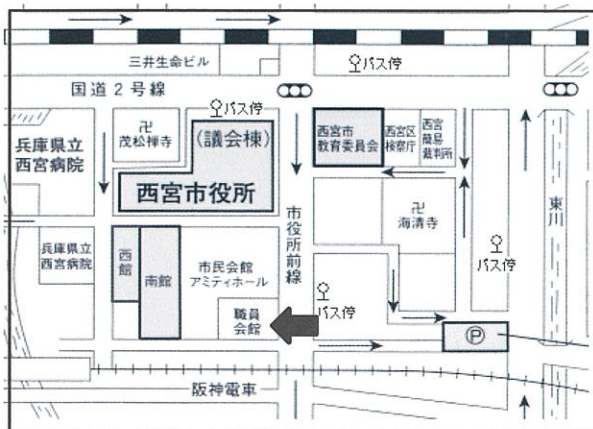 三井生命ビル
バス停
国道2号線
バス停
卍
茂松禅寺
(議会棟)
西宮市
教育委員会
西宮区
検察庁
西宮
簡易
裁判所
兵庫県立
西宮病院
西宮市役所
市役所前線
卍
海清寺
東川
兵庫県立
西宮病院
西館
南館
市民会館
アミティホール
バス停
職員
会館
バス停
P
阪神電車